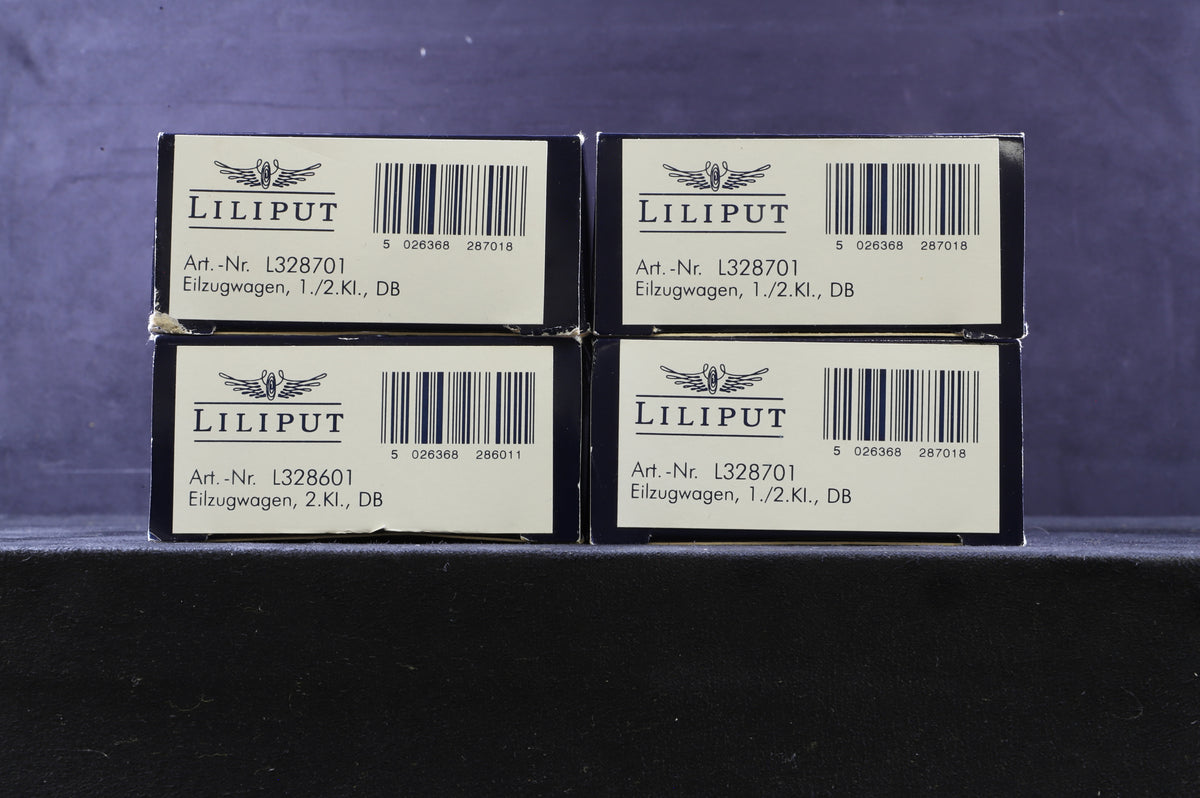 LILIPUT
5 026368 287018
Art.-Nr. L328701
Eilzugwagen, 1./2.Kl., DB
LILIPUT
5 026368 287018
Art.-Nr. L328701
Eilzugwagen, 1./2.Kl., DB
LILIPUT
5 026368 286011
Art.-Nr. L328601
Eilzugwagen, 2.Kl., DB
LILIPUT
5 026368 287018
Art.-Nr. L328701
Eilzugwagen, 1./2.Kl., DB